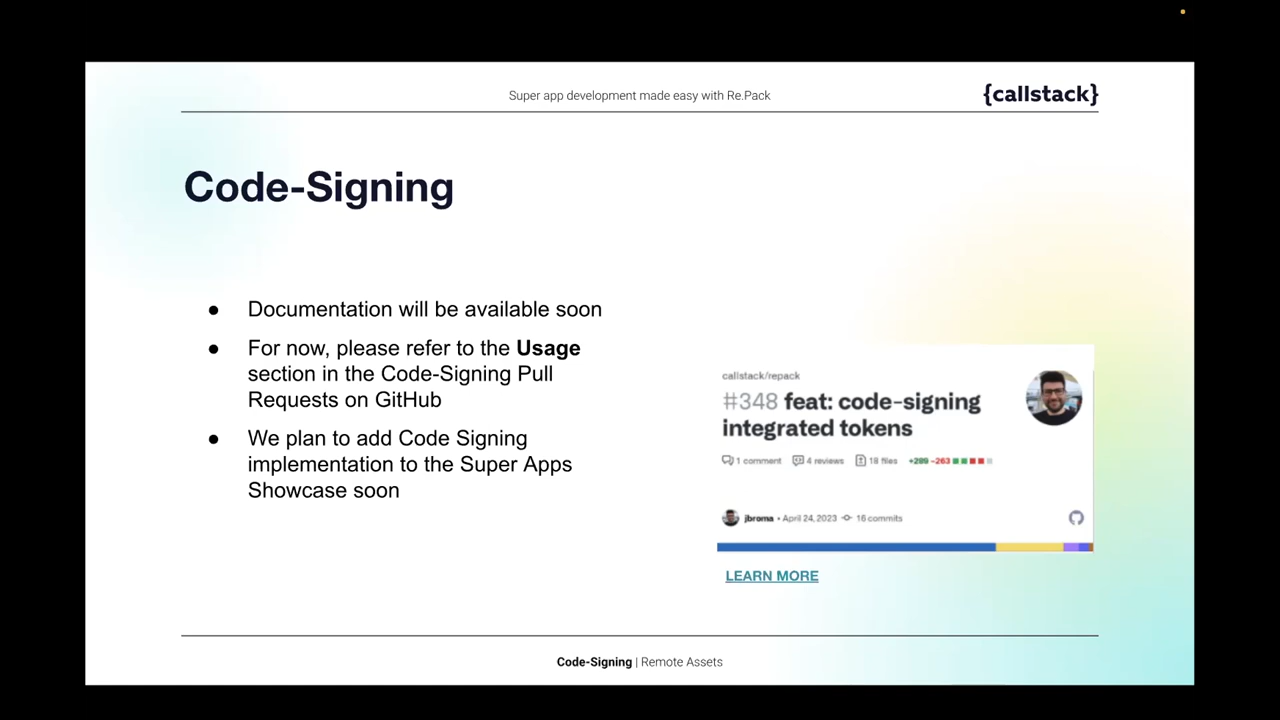 Super app development made easy with Re.Pack
{callstack}
Code-Signing
● Documentation will be available soon
● For now, please refer to the Usage
section in the Code-Signing Pull
Requests on GitHub
● We plan to add Code Signing
implementation to the Super Apps
Showcase soon
callstack/repack
#348 feat: code-signing
integrated tokens
1 comment 4 reviews 18 files +289 -263
jbroma • April 24, 2023 16 commits
LEARN MORE
Code-Signing | Remote Assets